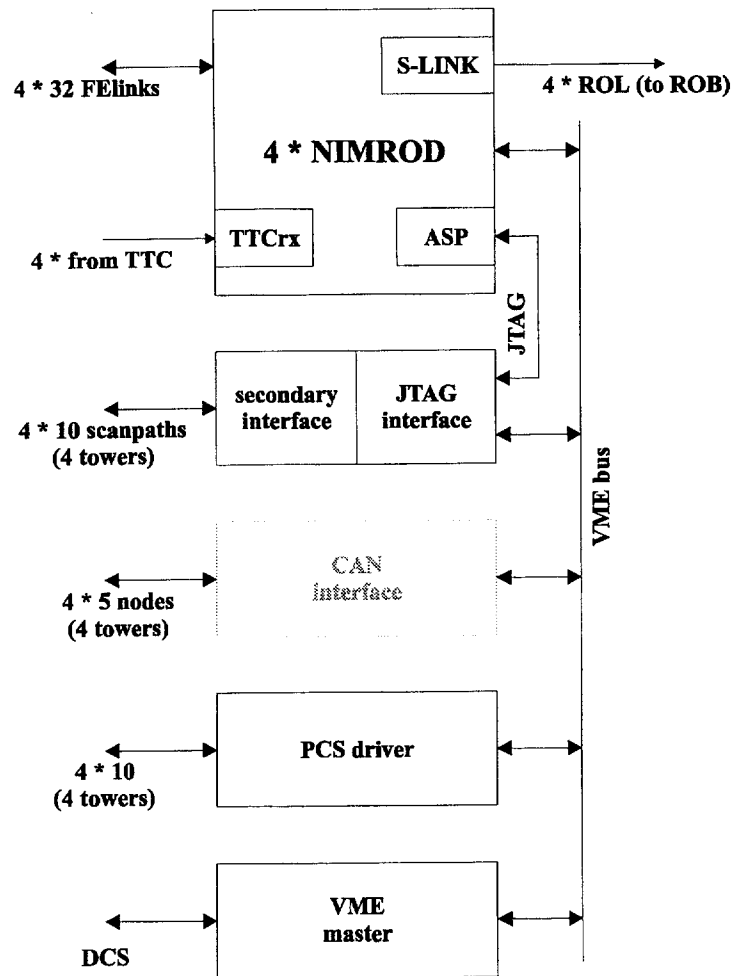 S-LINK
4 * 32 FElinks
4 * ROL (to ROB)
4 * NIMROD
TTCrx
ASP
4 * from TTC
JTAG
secondary
interface
JTAG
interface
4 * 10 scanpaths
(4 towers)
VME bus
CAN
interface
4 * 5 nodes
(4 towers)
PCS driver
4 * 10
(4 towers)
VME
master
DCS